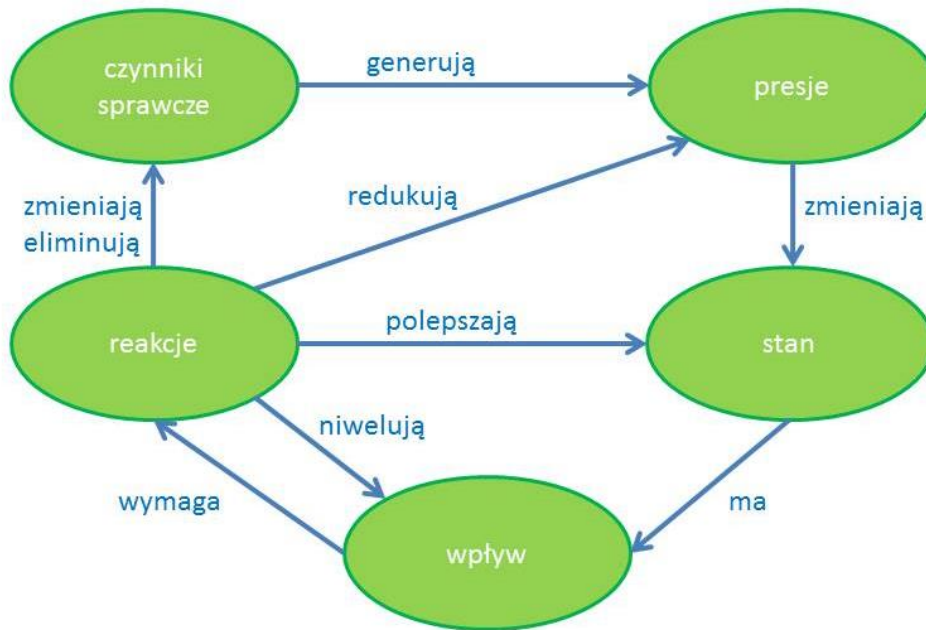 czynniki
sprawcze
generują
presje
zmieniają
eliminują
redukują
zmieniają
reakcje
polepszają
stan
niwelują
wymaga
ma
wpływ